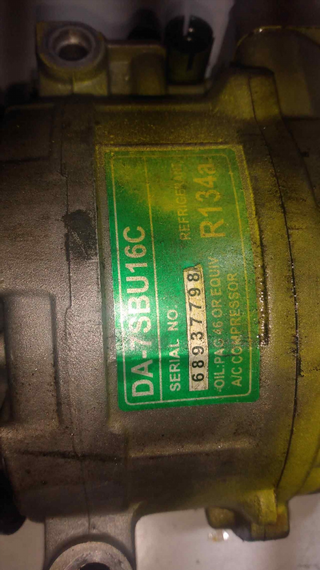 DA-7SBU16C
SERIAL NO.
68937798
REFRIGERANT
R134a
OIL:PAG 46 OR EQUIV
A/C COMPRESSOR